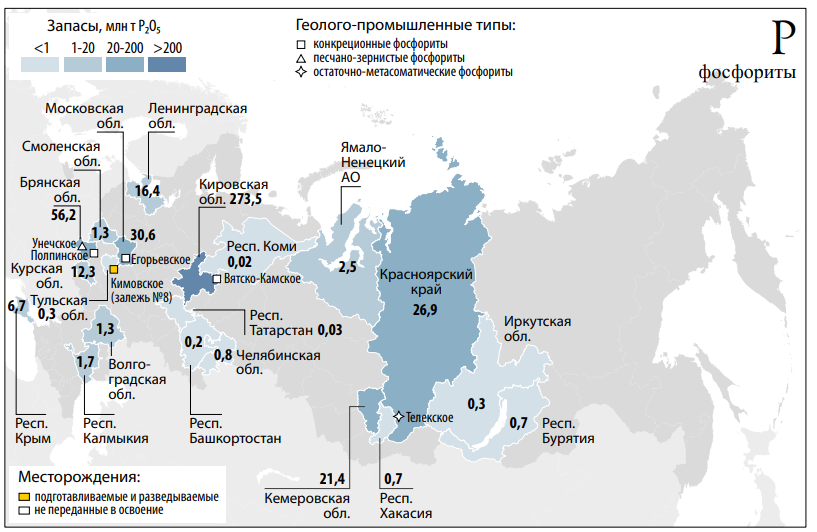 Запасы, млн т P₂O₅
<1
1-20
20-200
>200
Геолого-промышленные типы:
конкреционные фосфориты
песчано-зернистые фосфориты
остаточно-метасоматические фосфориты
P
фосфориты
Московская
обл.
Ленинградская
обл.
Смоленская
обл.
Брянская
обл.
56,2
16,4
Кировская
обл. 273,5
Ямало-
Ненецкий
АО
1,3
30,6
Унечское
Полпинское
Егорьевское
Респ. Коми
0,02
Курская
обл.
12,3
Кимовское
(залежь №8)
Вятско-Камское
2,5
Красноярский
край
26,9
Тульская
обл.
0,3
6,7
Респ.
Татарстан 0,03
Иркутская
обл.
1,3
0,2
0,8
Челябинская
обл.
1,7
Волго-
градская
обл.
Респ.
Крым
Респ.
Калмыкия
Респ.
Башкортостан
Телекское
0,3
0,7
Респ.
Бурятия
21,4
Кемеровская
обл.
0,7
Респ.
Хакасия
Месторождения:
подготавливаемые и разведываемые
не переданные в освоение